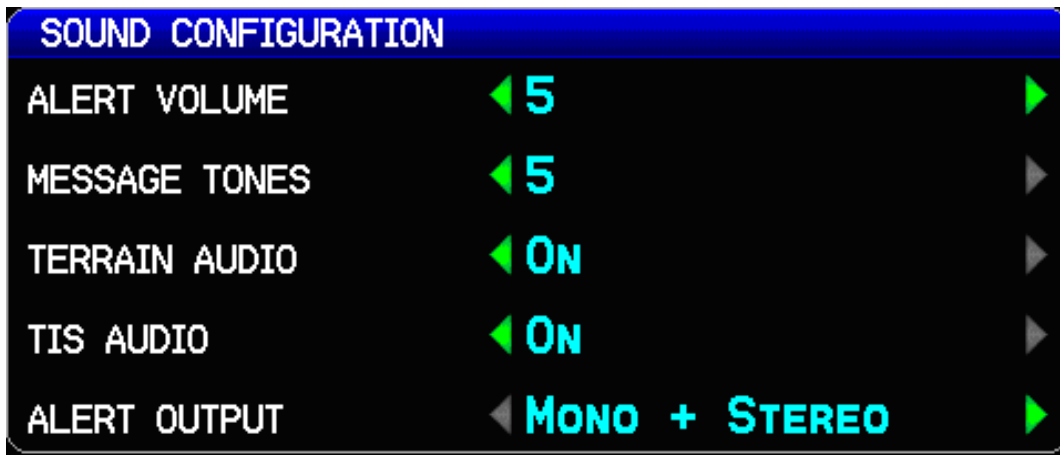 SOUND CONFIGURATION
ALERT VOLUME 5
MESSAGE TONES 5
TERRAIN AUDIO ON
TIS AUDIO ON
ALERT OUTPUT MONO + STEREO